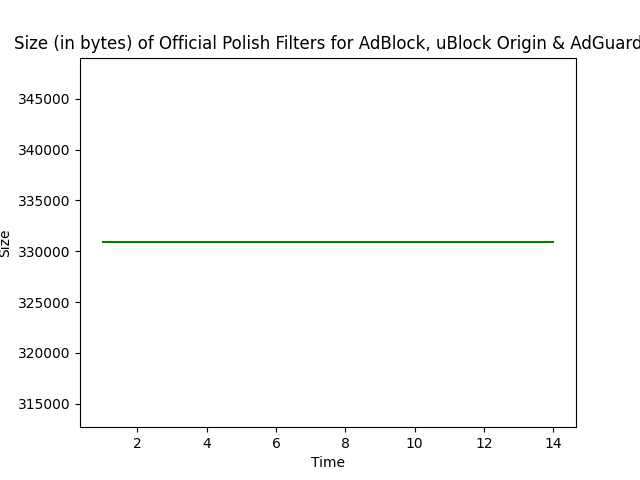 Size (in bytes) of Official Polish Filters for AdBlock, uBlock Origin & AdGuard
345000
340000
335000
330000
325000
320000
315000
Size
2 4 6 8 10 12 14
Time